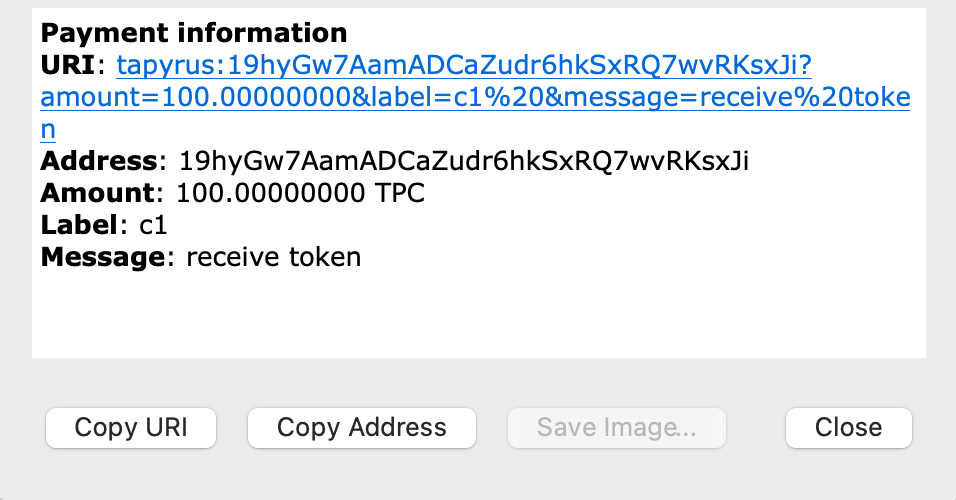 Payment information
URI: tapyrus:19hyGw7AamADCaZudr6hkSxRQ7wvRKsxJi?
amount=100.00000000&label=c1%20&message=receive%20toke
n
Address: 19hyGw7AamADCaZudr6hkSxRQ7wvRKsxJi
Amount: 100.00000000 TPC
Label: c1
Message: receive token
Copy URI Copy Address Save Image... Close